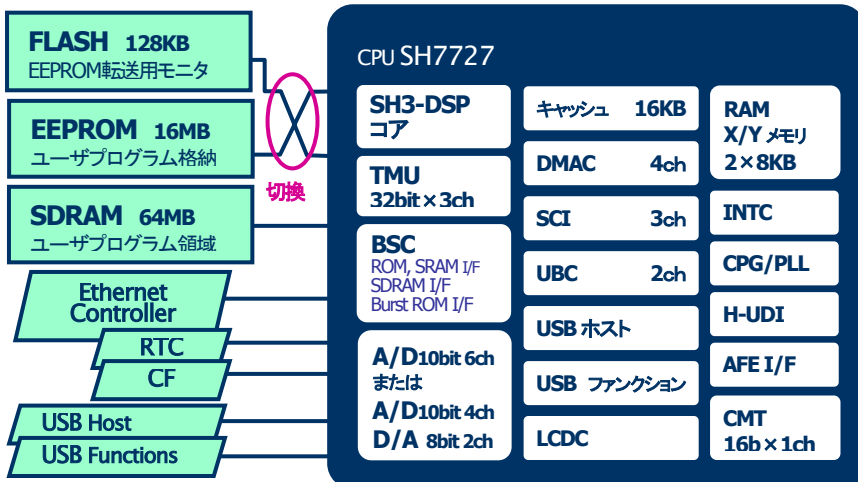 FLASH 128KB
EEPROM転送用モニタ
EEPROM 16MB
ユーザプログラム格納
切換
SDRAM 64MB
ユーザプログラム領域
Ethernet
Controller
RTC
CF
USB Host
USB Functions
CPU SH7727
SH3-DSP
コア
TMU
32bit×3ch
BSC
ROM, SRAM I/F
SDRAM I/F
Burst ROM I/F
A/D10bit 6ch
または
A/D10bit 4ch
D/A 8bit 2ch
キャッシュ 16KB
DMAC 4ch
SCI 3ch
UBC 2ch
USB ホスト
USB ファンクション
LCDC
RAM
X/Y メモリ
2×8KB
INTC
CPG/PLL
H-UDI
AFE I/F
CMT
16b×1ch